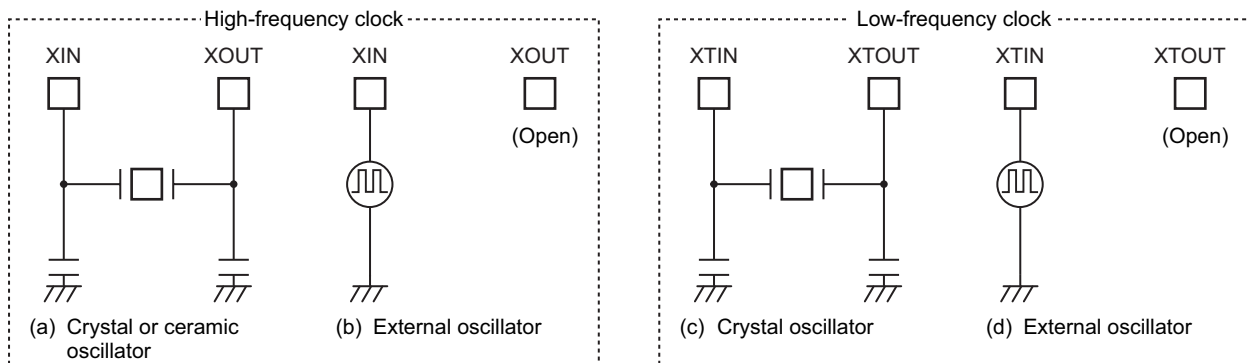 High-frequency clock
XIN XOUT XIN XOUT
(Open)
(a) Crystal or ceramic
oscillator
(b) External oscillator
Low-frequency clock
XTIN XTOUT XTIN XTOUT
(Open)
(c) Crystal oscillator
(d) External oscillator